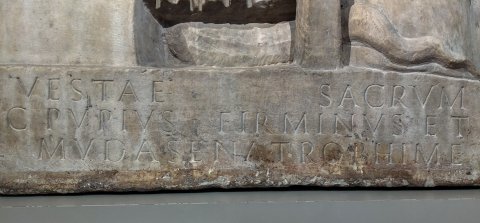 VESTAE SACRVM
C PVPIVS FIRMINVS ET
MVDASENA TROPHIME